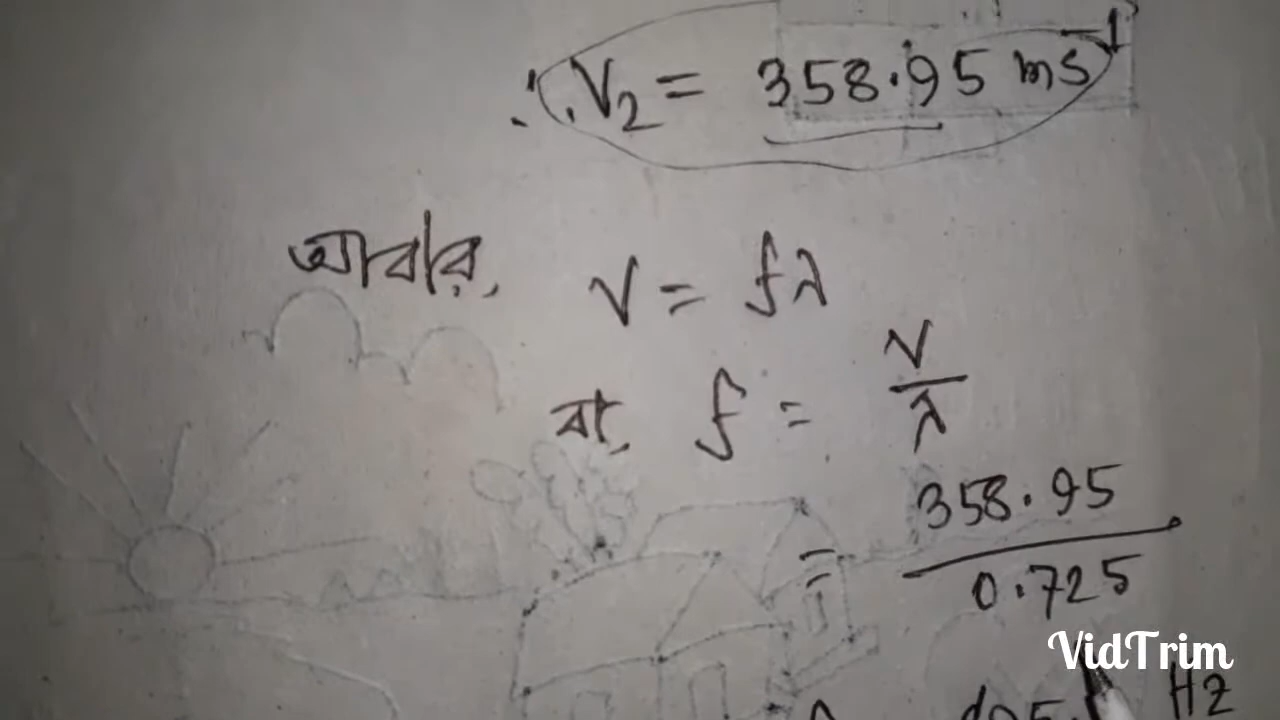 ∴ V₂ = 358.95 ms⁻¹
আবার, V = fλ
বা, f = V/λ
= 358.95/0.725
VidTrim
Hz